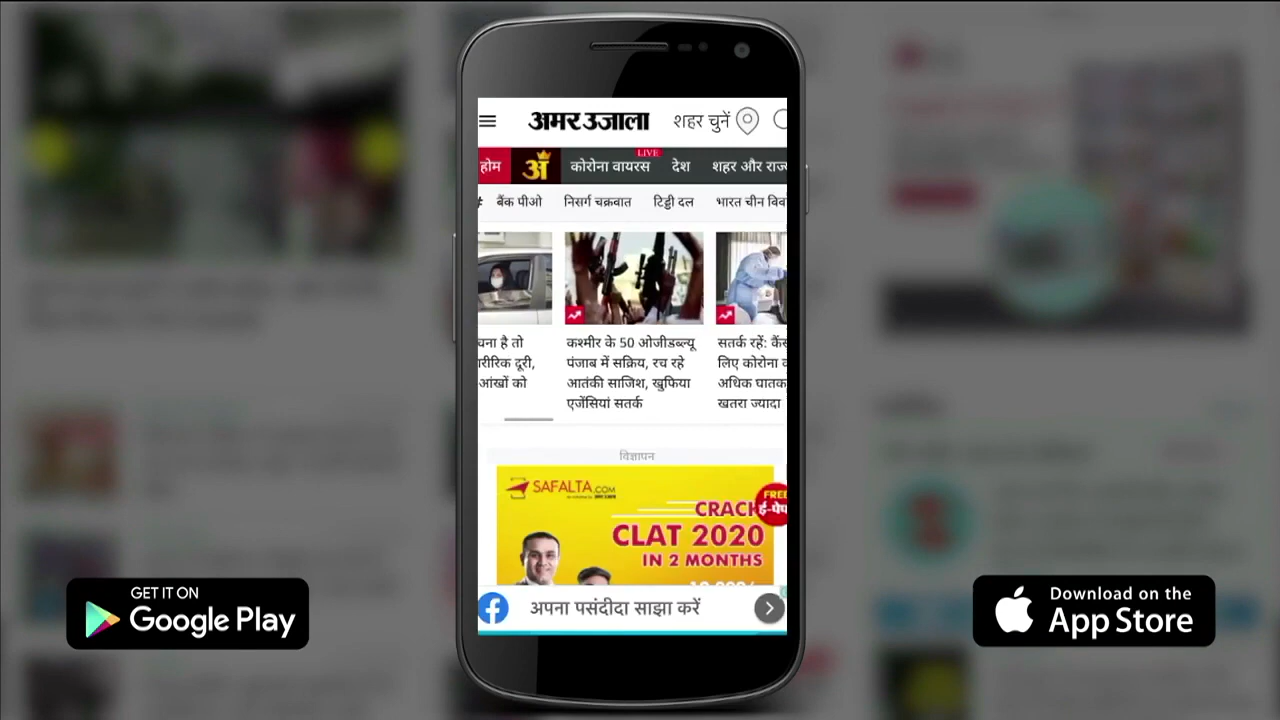 अमर उजाला
शहर चुनें
LIVE
होम
अ
कोरोना वायरस
देश
शहर और राज्
# बैंक पीओ
निसर्ग चक्रवात
टिड्डी दल
भारत चीन विव
चना है तो
रीरिक दूरी,
आंखों को
कश्मीर के 50 ओजीडब्ल्यू
पंजाब में सक्रिय, रच रहे
आतंकी साजिश, खुफिया
एजेंसियां सतर्क
सतर्क रहें: कैंस
लिए कोरोना व
अधिक घातक
खतरा ज्यादा
विज्ञापन
SAFALTA.COM
CRACK
FREE
ई-पेप
CLAT 2020
IN 2 MONTHS
अपना पसंदीदा साझा करें
GET IT ON
Google Play
Download on the
App Store